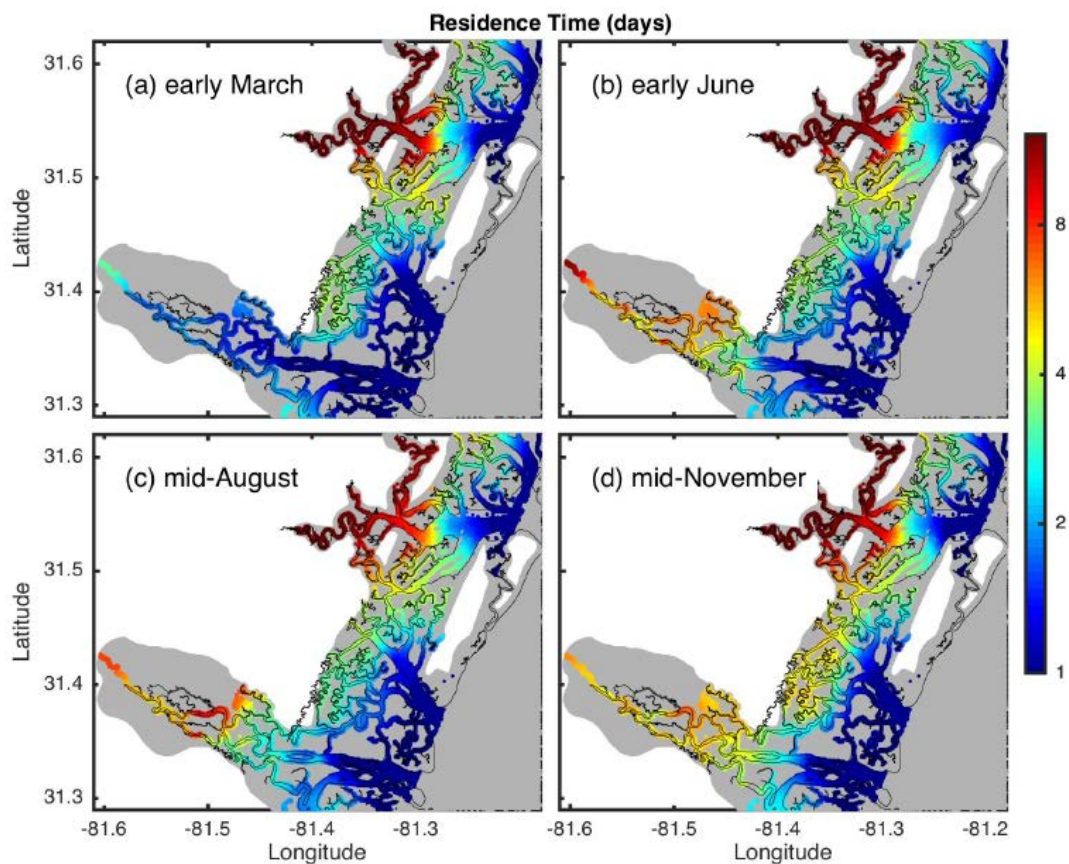 Residence Time (days)
(a) early March
(b) early June
31.6
31.5
31.4
31.3
Latitude
8
4
2
1
(c) mid-August
(d) mid-November
31.6
31.5
31.4
31.3
Latitude
-81.6 -81.5 -81.4 -81.3
-81.6 -81.5 -81.4 -81.3 -81.2
Longitude
Longitude